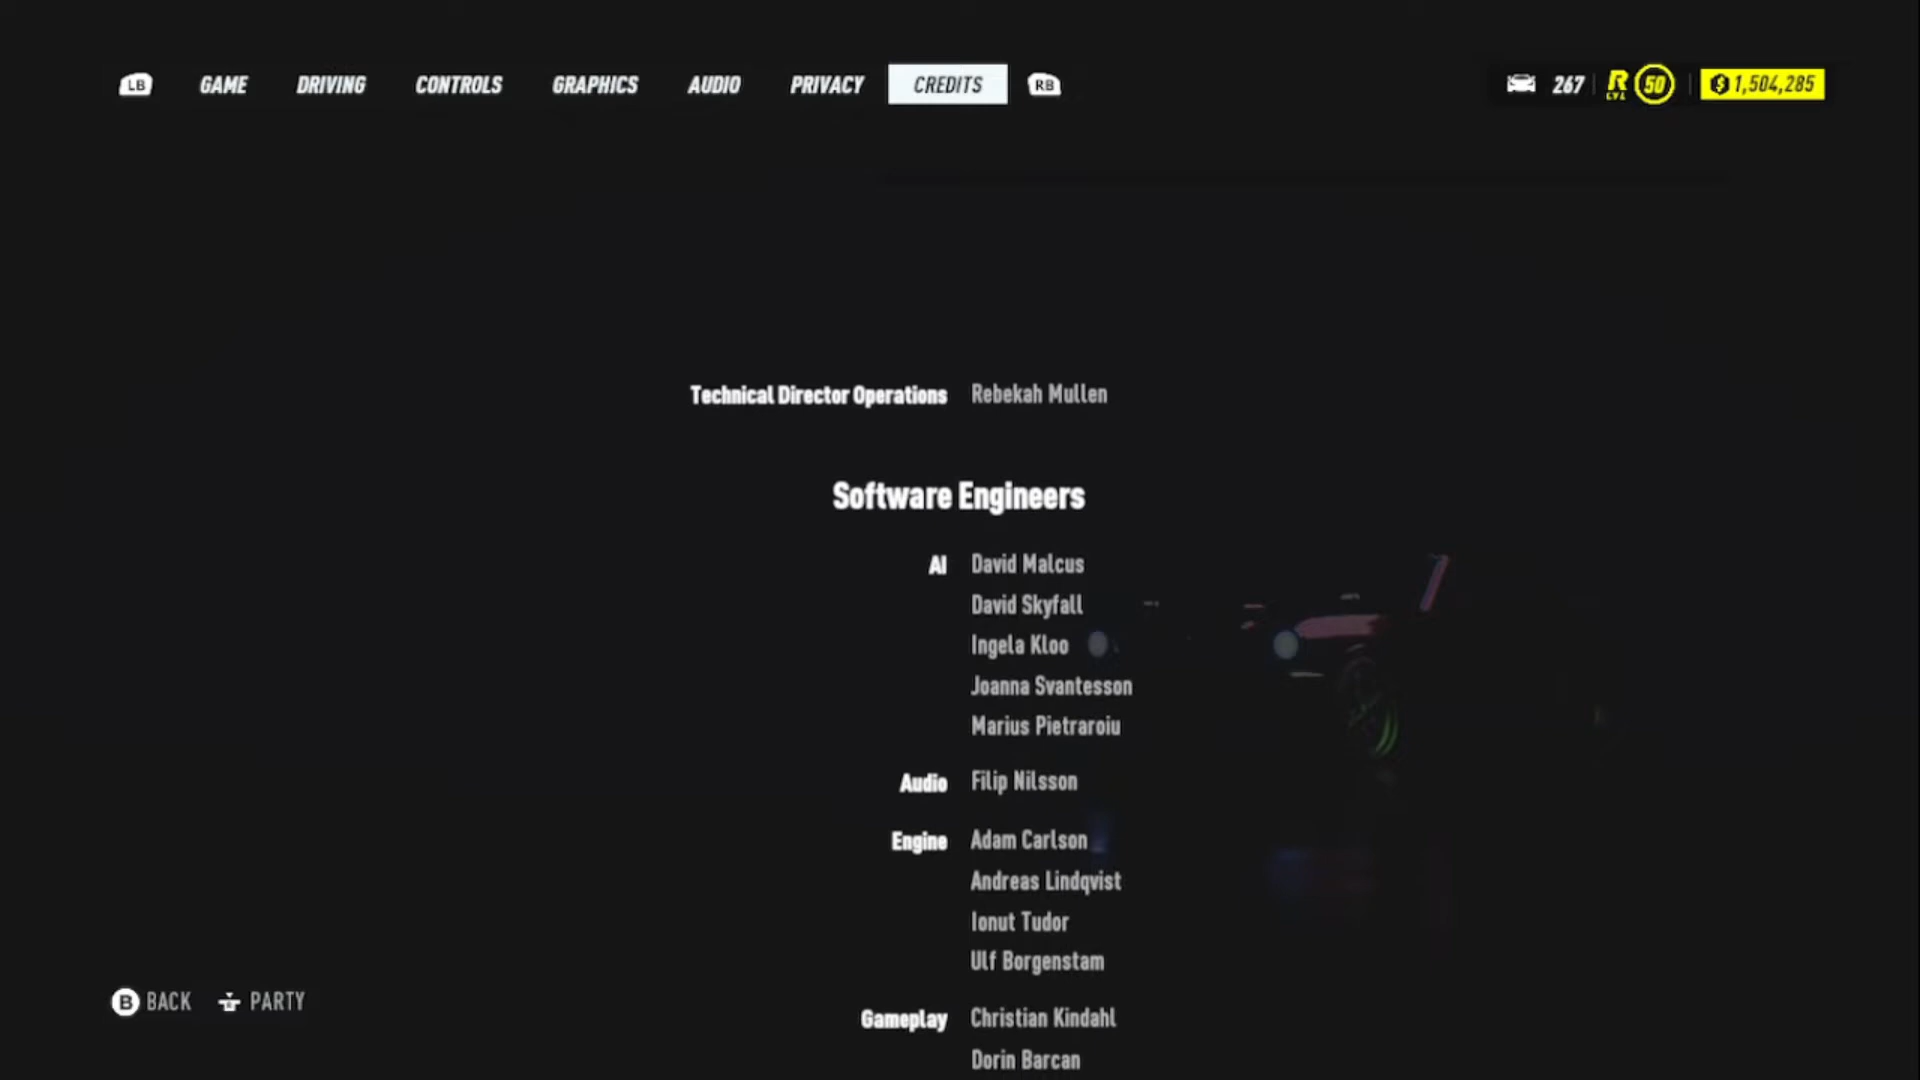 LB GAME DRIVING CONTROLS GRAPHICS AUDIO PRIVACY CREDITS RB 267 R LVL 50 1,504,285
Technical Director Operations Rebekah Mullen
Software Engineers
AI David Malcus
David Skyfall
Ingela Kloo
Joanna Svantesson
Marius Pietraroiu
Audio Filip Nilsson
Engine Adam Carlson
Andreas Lindqvist
Ionut Tudor
Ulf Borgenstam
Gameplay Christian Kindahl
Dorin Barcan
B BACK PARTY